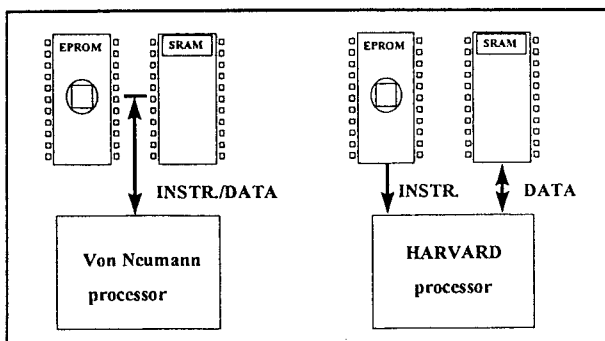 EPROM
SRAM
INSTR./DATA
Von Neumann
processor
EPROM
SRAM
INSTR.
DATA
HARVARD
processor